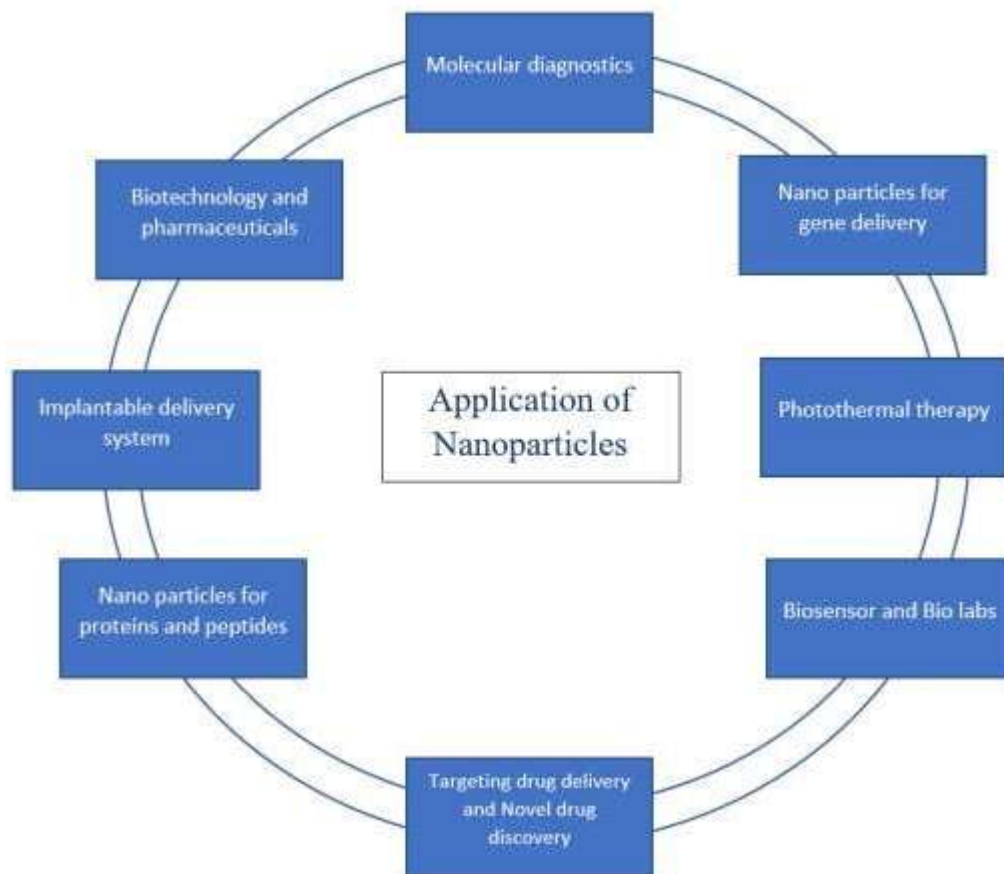 Molecular diagnostics
Nano particles for
gene delivery
Photothermal therapy
Biosensor and Bio labs
Targeting drug delivery
and Novel drug
discovery
Nano particles for
proteins and peptides
Implantable delivery
system
Biotechnology and
pharmaceuticals
Application of
Nanoparticles